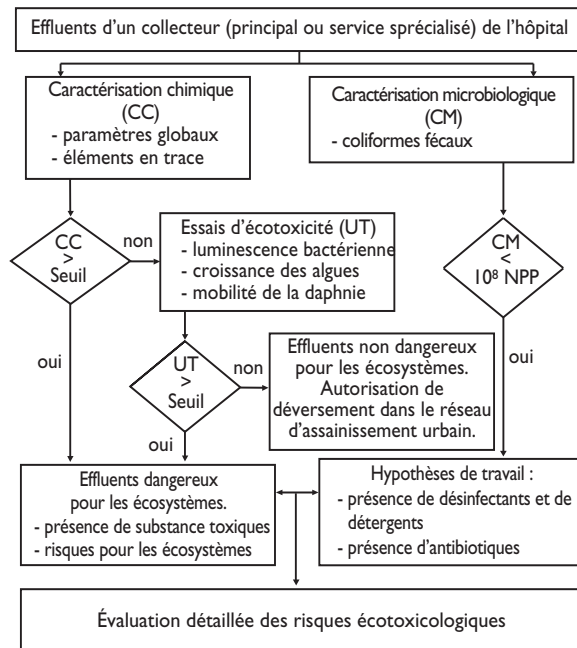 Effluents d'un collecteur (principal ou service sprécialisé) de l'hôpital
Caractérisation chimique
(CC)
- paramètres globaux
- éléments en trace
Caractérisation microbiologique
(CM)
- coliformes fécaux
CC
>
Seuil
non
Essais d'écotoxicité (UT)
- luminescence bactérienne
- croissance des algues
- mobilité de la daphnie
CM
<
10⁸ NPP
oui
UT
>
Seuil
non
Effluents non dangereux
pour les écosystèmes.
Autorisation de
déversement dans le réseau
d'assainissement urbain.
oui
oui
Effluents dangereux
pour les écosystèmes.
- présence de substance toxiques
- risques pour les écosystèmes
Hypothèses de travail :
- présence de désinfectants et de
détergents
- présence d'antibiotiques
Évaluation détaillée des risques écotoxicologiques